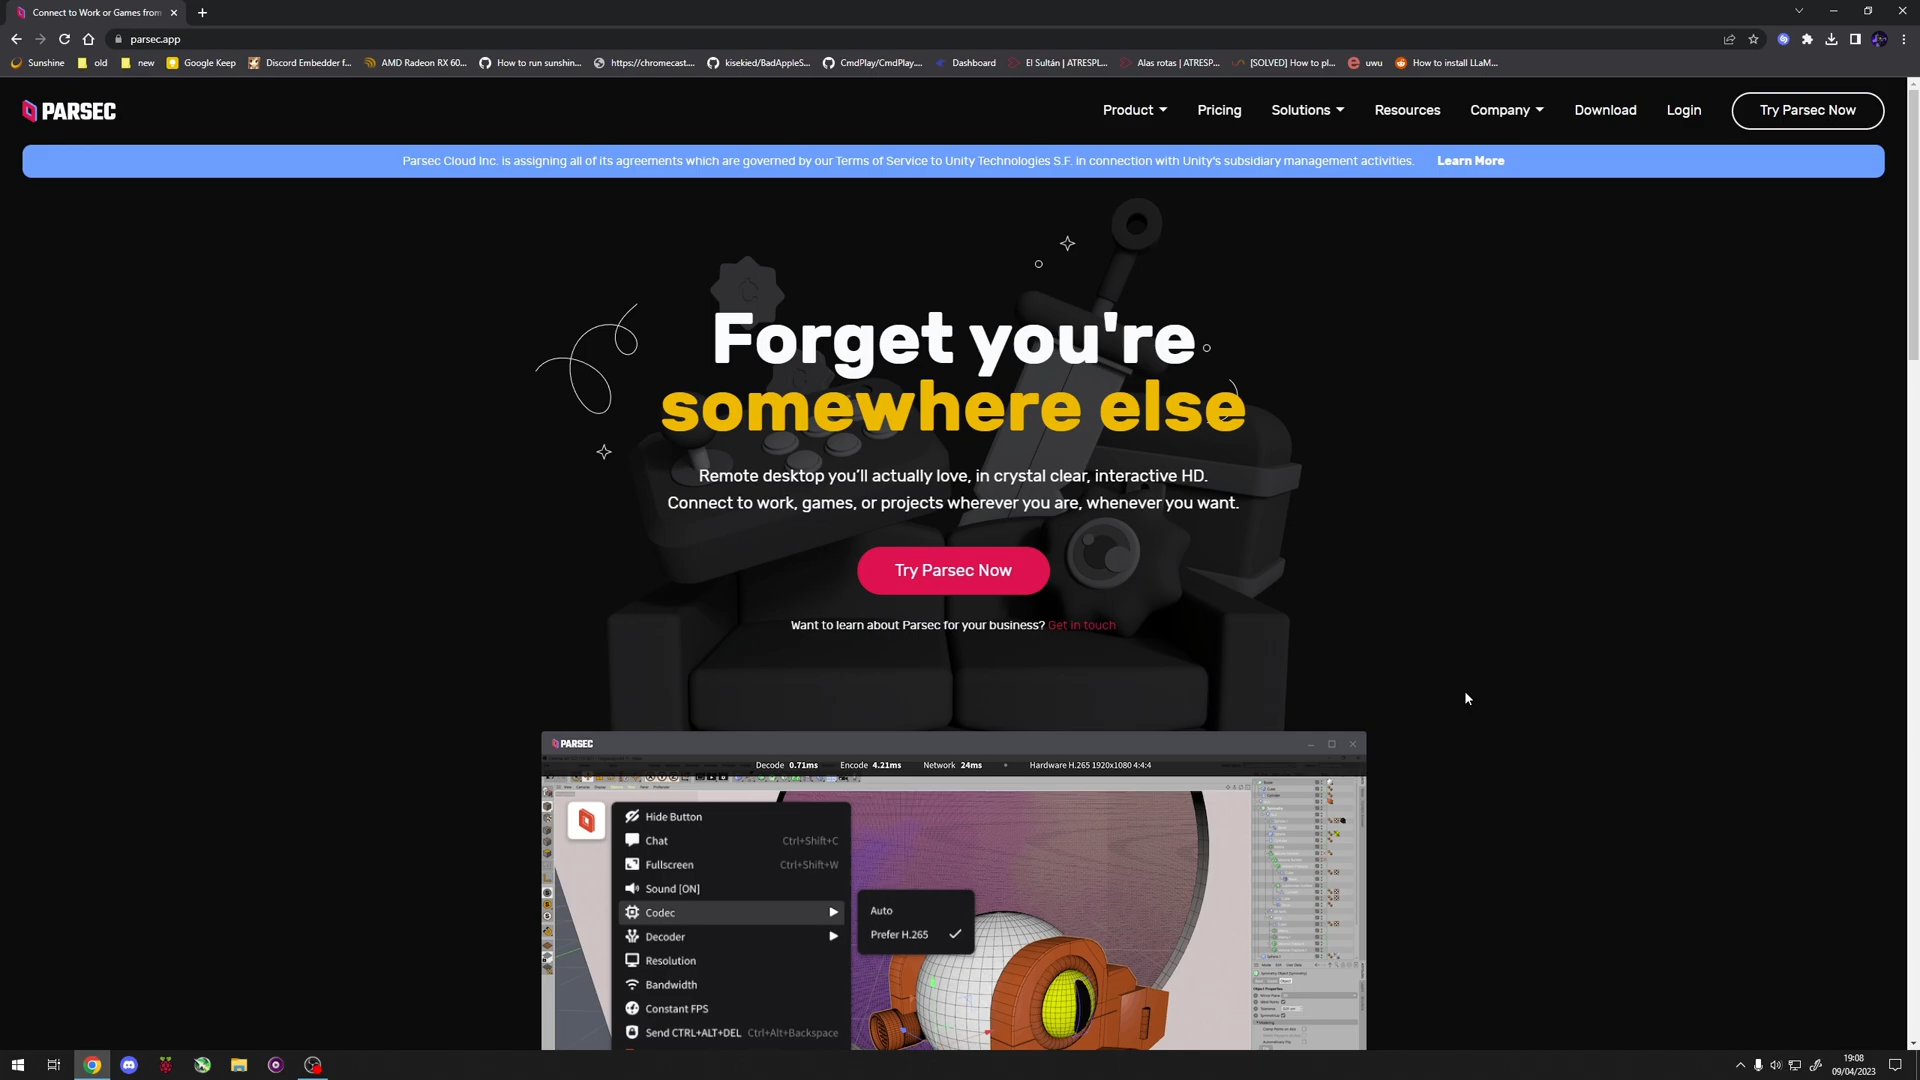 Connect to Work or Games from
parsec.app
Sunshine
old
new
Google Keep
Discord Embedder f...
AMD Radeon RX 60...
How to run sunshin...
https://chromecast....
kisekied/BadAppleS...
CmdPlay/CmdPlay....
Dashboard
El Sultán | ATRESPL...
Alas rotas | ATRESP...
[SOLVED] How to pl...
uwu
How to install LLaM...
PARSEC
Product
Pricing
Solutions
Resources
Company
Download
Login
Try Parsec Now
Parsec Cloud Inc. is assigning all of its agreements which are governed by our Terms of Service to Unity Technologies S.F. in connection with Unity's subsidiary management activities. Learn More
Forget you're
somewhere else
Remote desktop you’ll actually love, in crystal clear, interactive HD.
Connect to work, games, or projects wherever you are, whenever you want.
Try Parsec Now
Want to learn about Parsec for your business? Get in touch
PARSEC
Decode 0.71ms Encode 4.21ms Network 24ms Hardware H.265 1920x1080 4:4:4
Hide Button
Chat Ctrl+Shift+C
Fullscreen Ctrl+Shift+W
Sound [ON]
Codec
Auto
Prefer H.265
Decoder
Resolution
Bandwidth
Constant FPS
Send CTRL+ALT+DEL Ctrl+Alt+Backspace
19:08
09/04/2023